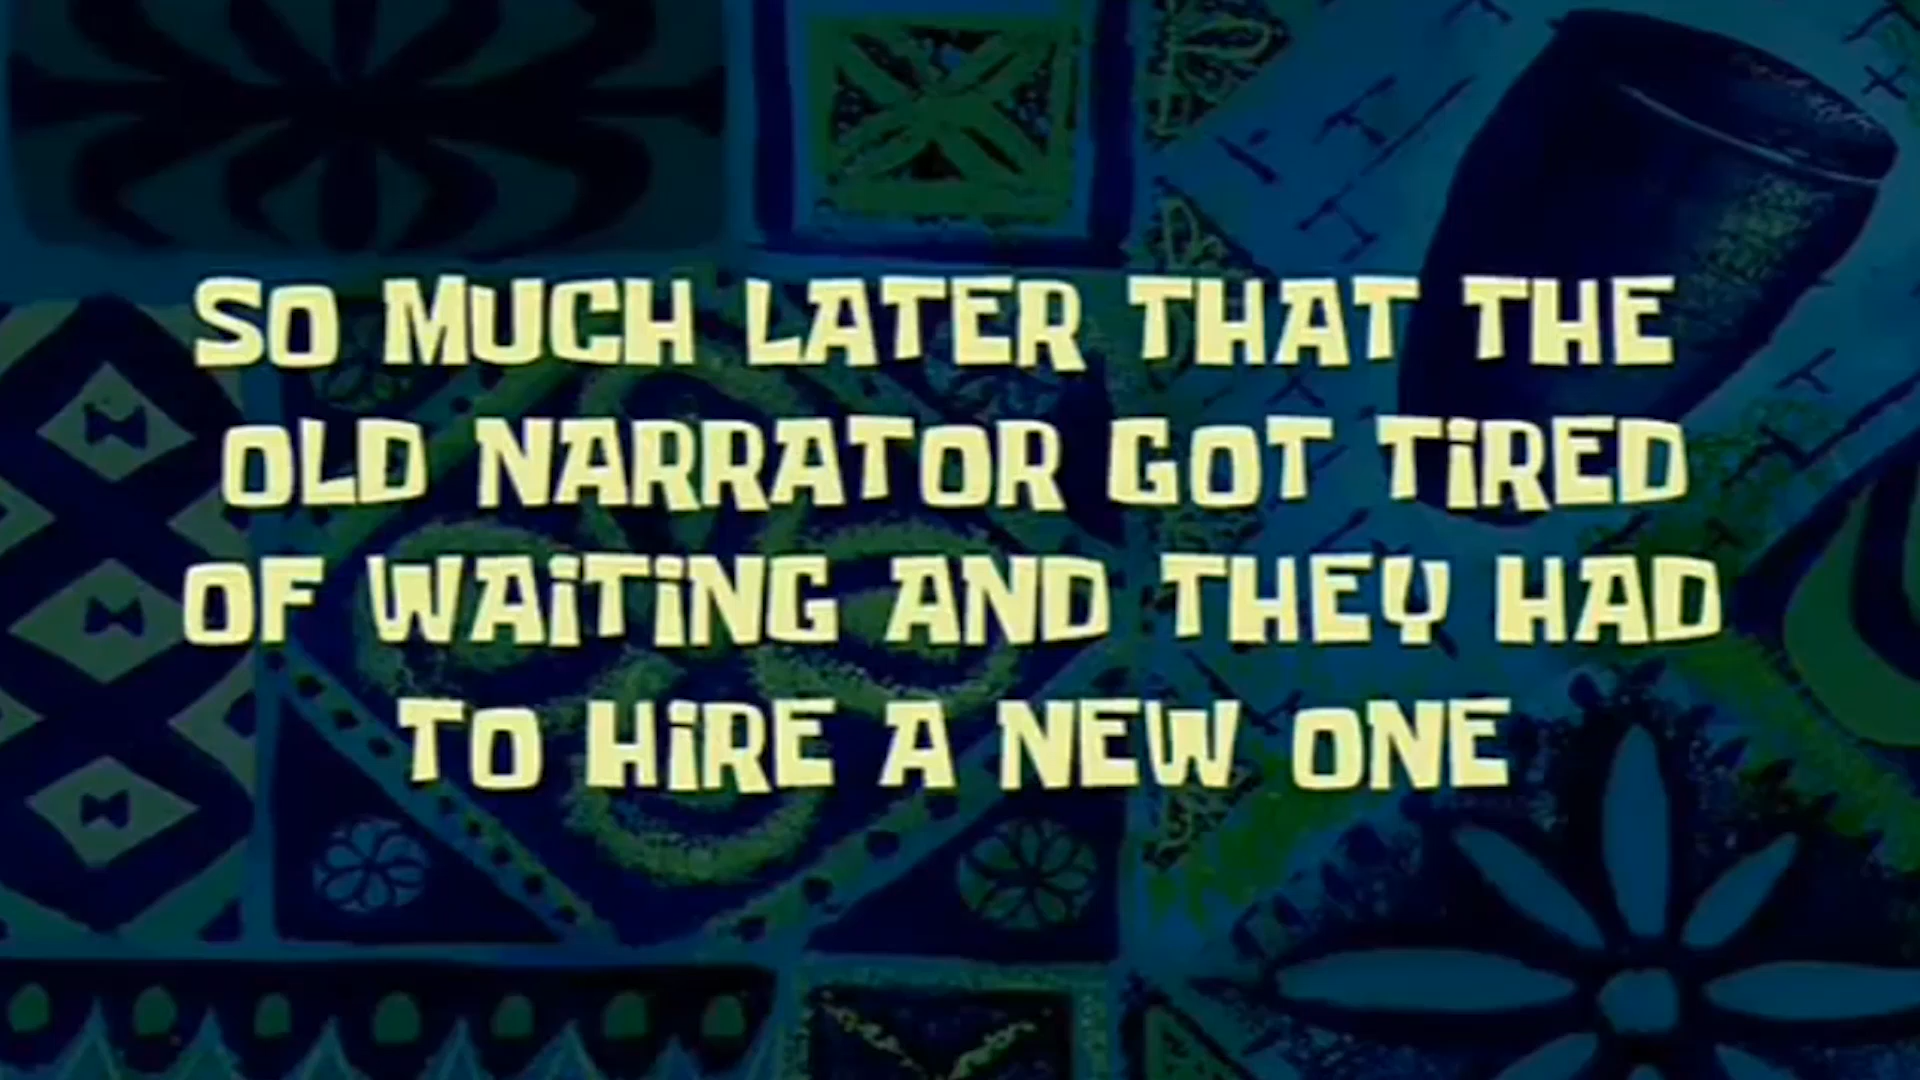 SO MUCH LATER THAT THE
OLD NARRATOR GOT TiRED
OF WAiTiNG AND THEY HAD
TO HiRE A NEW ONE